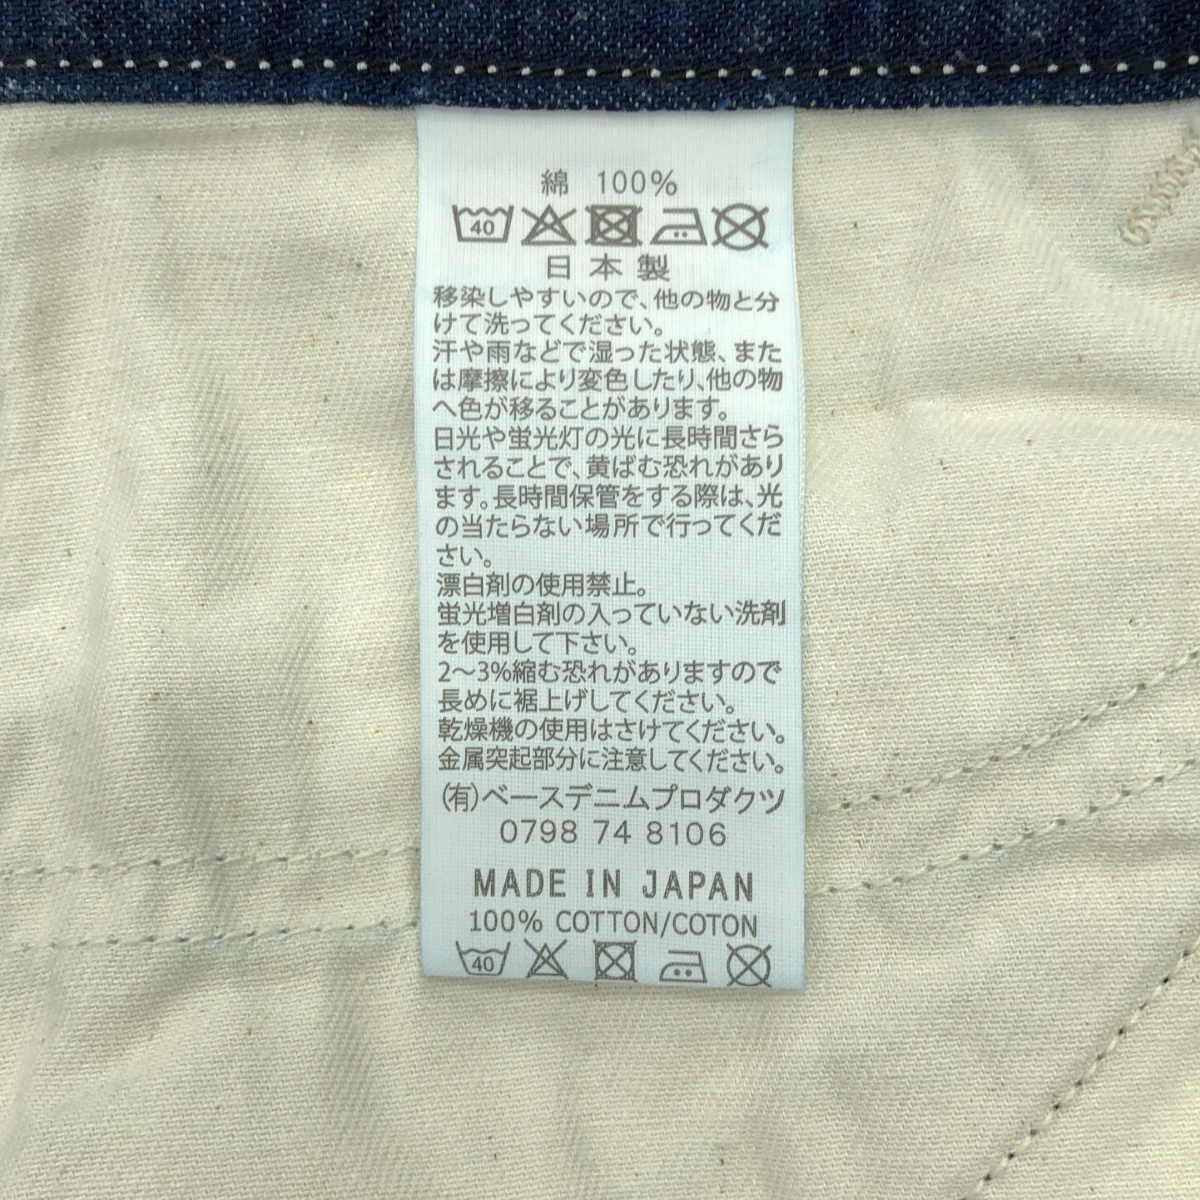 綿 100%
40
日本製
移染しやすいので、他の物と分
けて洗ってください。
汗や雨などで湿った状態、また
は摩擦により変色したり、他の物
へ色が移ることがあります。
日光や蛍光灯の光に長時間さら
されることで、黄ばむ恐れがあり
ます。長時間保管をする際は、光
の当たらない場所で行ってくだ
さい。
漂白剤の使用禁止。
蛍光増白剤の入っていない洗剤
を使用して下さい。
2〜3%縮む恐れがありますので
長めに裾上げしてください。
乾燥機の使用はさけてください。
金属突起部分に注意してください。
(有)ベースデニムプロダクツ
0798 74 8106
MADE IN JAPAN
100% COTTON/COTON
40